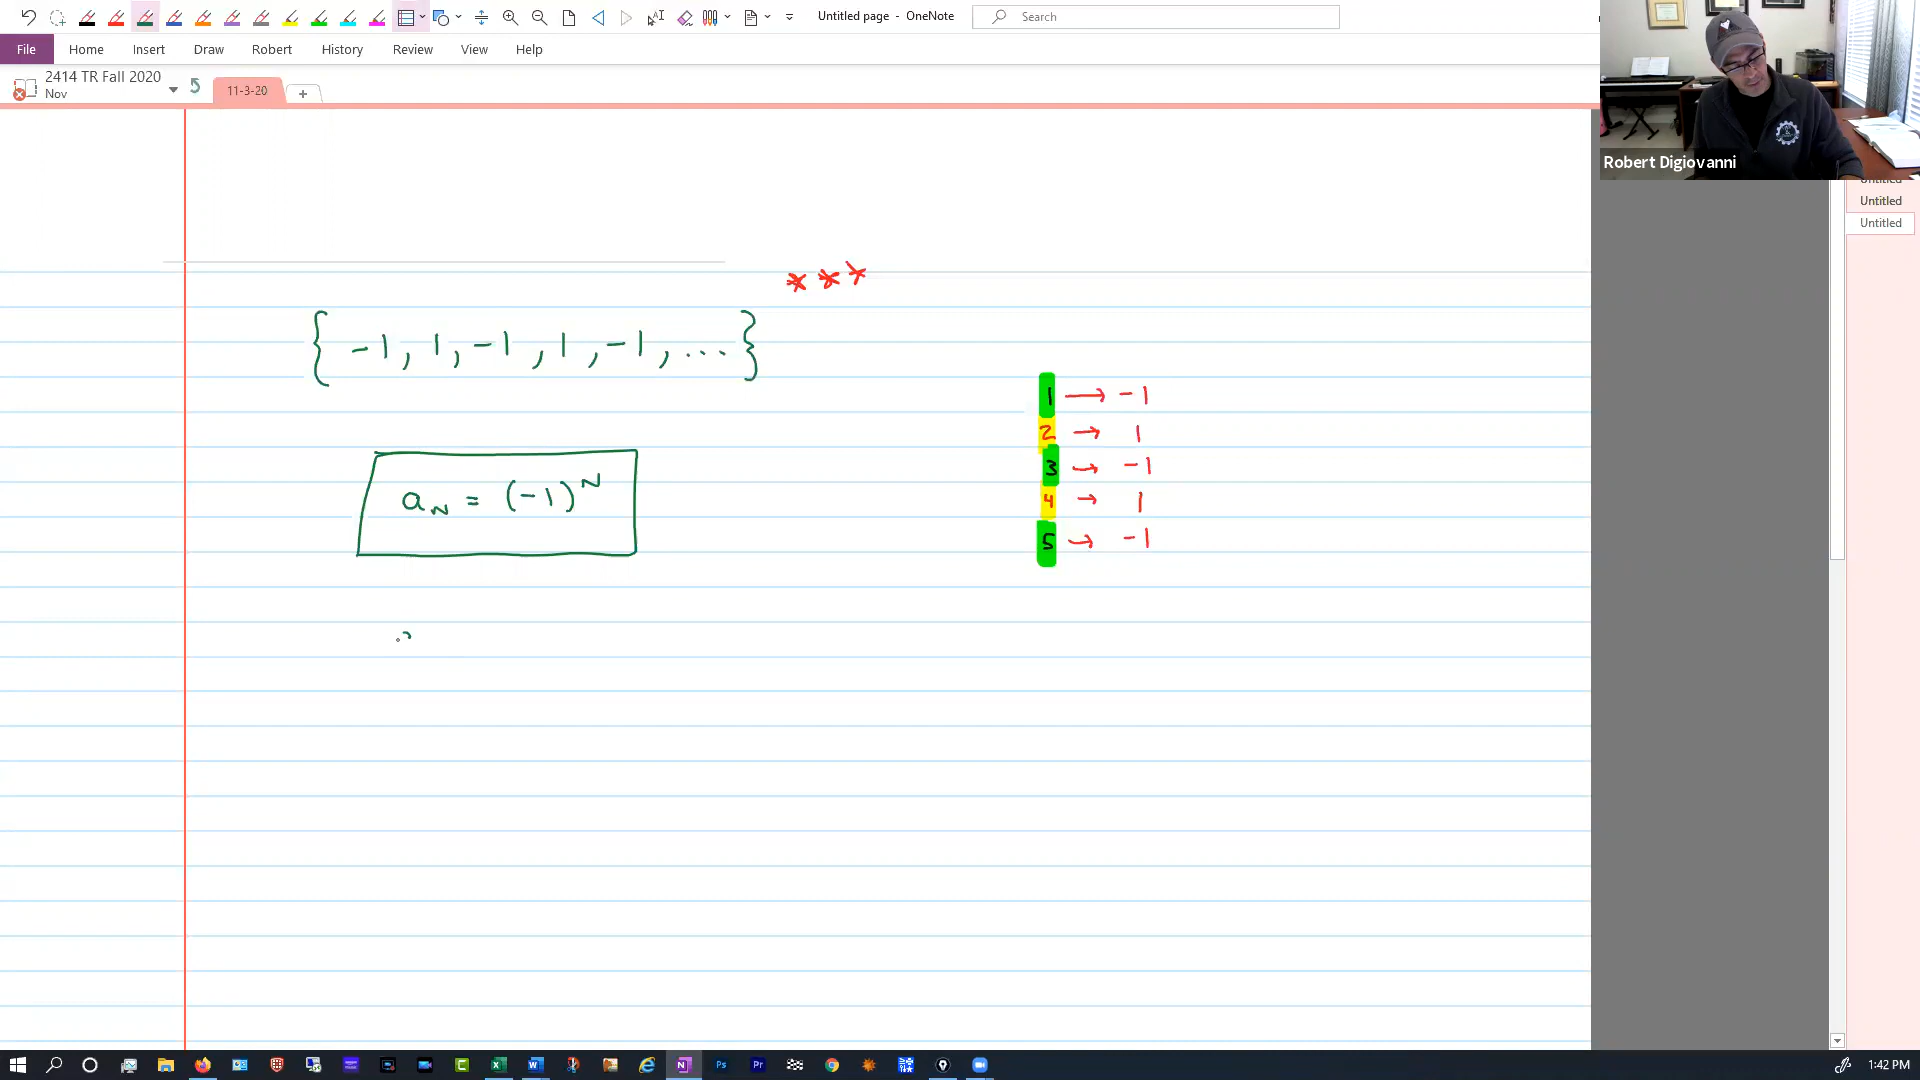 Untitled page - OneNote
Search
File Home Insert Draw Robert History Review View Help
2414 TR Fall 2020
Nov
11-3-20
Robert Digiovanni
Untitled
Untitled
Untitled
***
{ -1, 1, -1, 1, -1, ... }
1 → -1
2 → 1
3 → -1
4 → 1
5 → -1
a_N = (-1)^N
1:42 PM